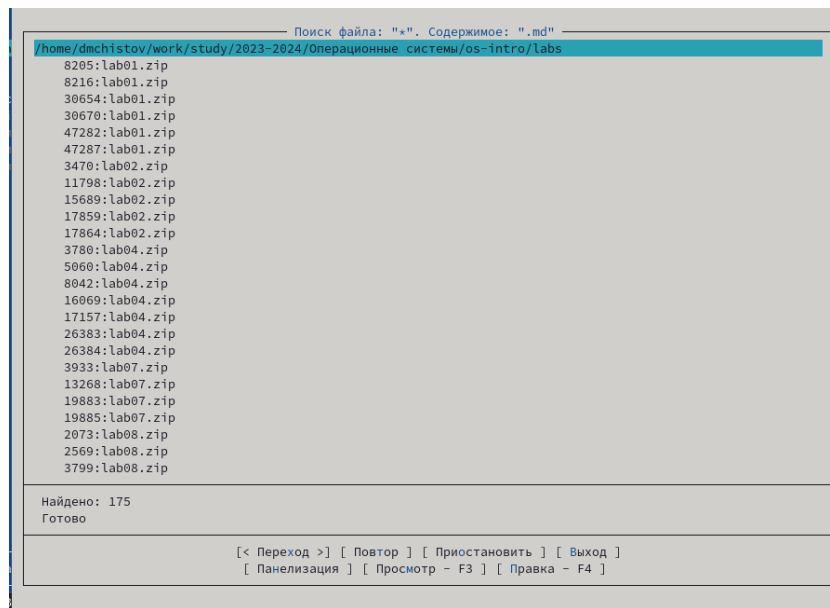 Поиск файла: "*". Содержимое: ".md"
/home/dmchistov/work/study/2023-2024/Операционные системы/os-intro/labs
8205:lab01.zip
8216:lab01.zip
30654:lab01.zip
30670:lab01.zip
47282:lab01.zip
47287:lab01.zip
3470:lab02.zip
11798:lab02.zip
15689:lab02.zip
17859:lab02.zip
17864:lab02.zip
3780:lab04.zip
5060:lab04.zip
8042:lab04.zip
16069:lab04.zip
17157:lab04.zip
26383:lab04.zip
26384:lab04.zip
3933:lab07.zip
13268:lab07.zip
19883:lab07.zip
19885:lab07.zip
2073:lab08.zip
2569:lab08.zip
3799:lab08.zip
Найдено: 175
Готово
[< Переход >] [ Повтор ] [ Приостановить ] [ Выход ]
[ Панелизация ] [ Просмотр - F3 ] [ Правка - F4 ]